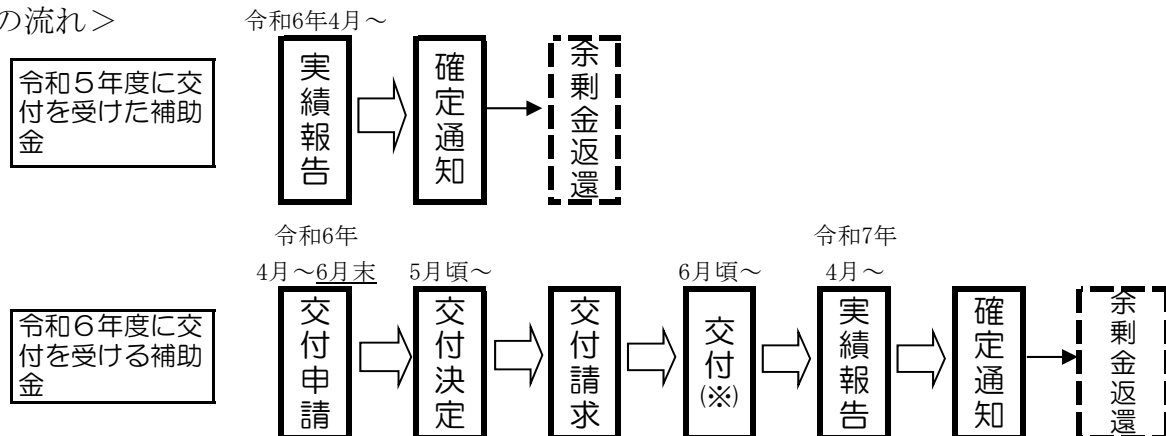 の流れ＞
令和6年4月～
令和５年度に交
付を受けた補助
金
実績報告
確定通知
余剰金返還
令和6年
4月～6月末
5月頃～
6月頃～
令和7年
4月～
令和６年度に交
付を受ける補助
金
交付申請
交付決定
交付請求
交付
(※)
実績報告
確定通知
余剰金返還